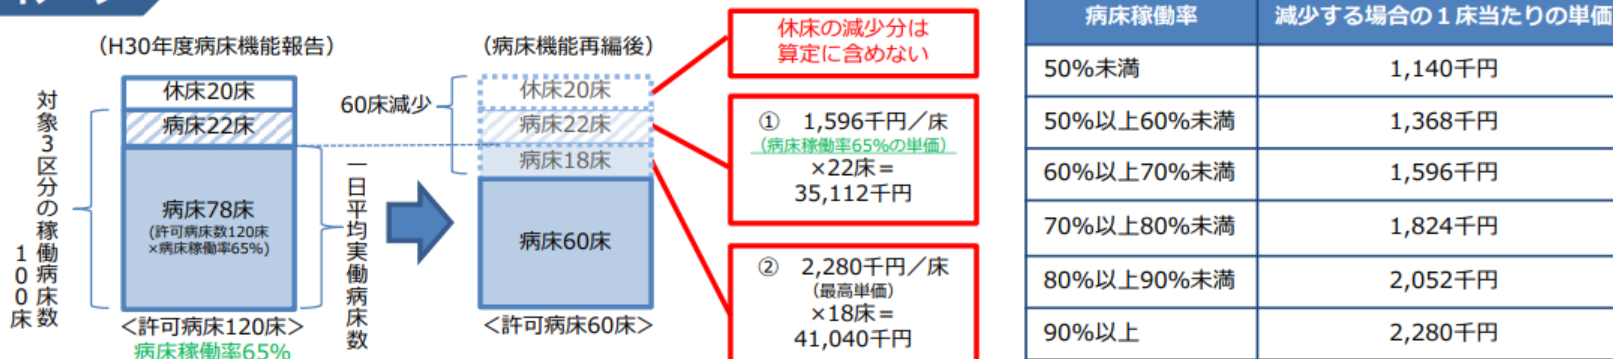 イメージ
（H30年度病床機能報告）
対象3区分の稼働病床数
100床
休床20床
病床22床
病床78床
(許可病床数120床
×病床稼働率65%)
一日平均実働病床数
＜許可病床120床＞
病床稼働率65%
（病床機能再編後）
60床減少
休床20床
病床22床
病床18床
病床60床
＜許可病床60床＞
休床の減少分は
算定に含めない
① 1,596千円／床
（病床稼働率65%の単価）
×22床＝
35,112千円
② 2,280千円／床
（最高単価）
×18床＝
41,040千円
病床稼働率 減少する場合の１床当たりの単価
50%未満 1,140千円
50%以上60%未満 1,368千円
60%以上70%未満 1,596千円
70%以上80%未満 1,824千円
80%以上90%未満 2,052千円
90%以上 2,280千円